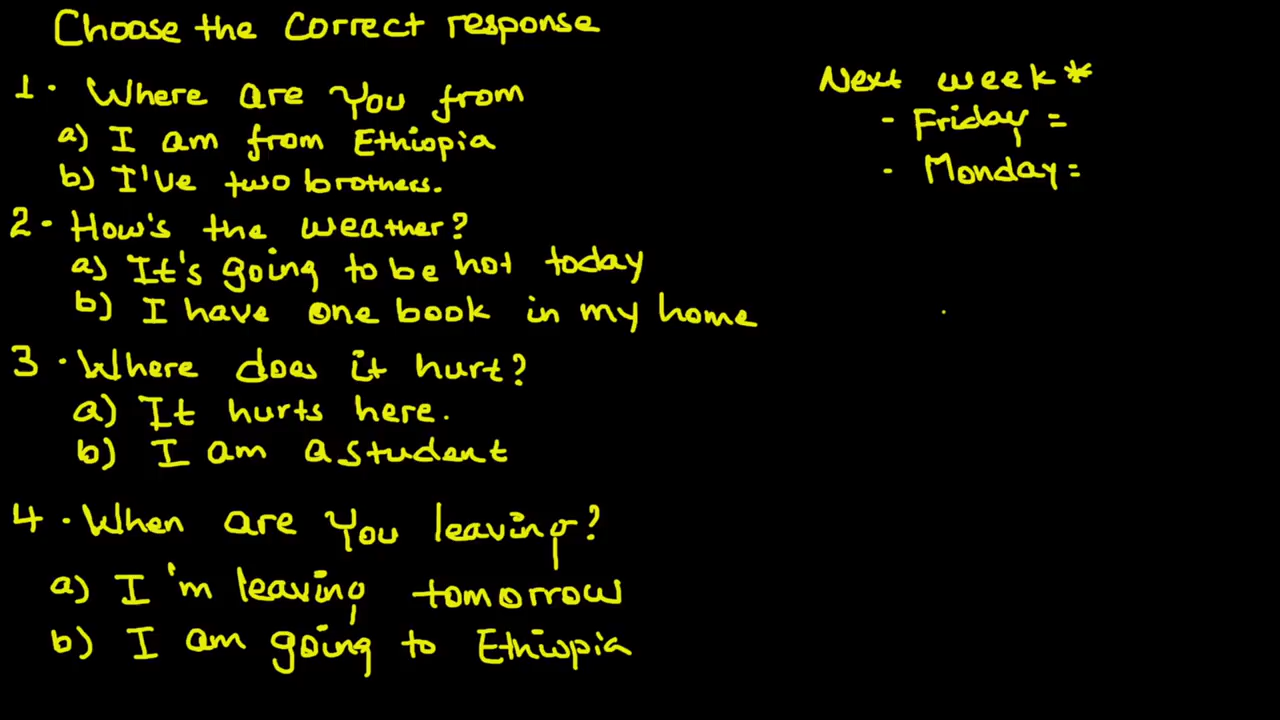 Choose the correct response
1. Where are you from
a) I am from Ethiopia
b) I've two brothers.
2. How's the weather?
a) It's going to be hot today
b) I have one book in my home
3. Where does it hurt?
a) It hurts here.
b) I am a student
4. When are you leaving?
a) I'm leaving tomorrow
b) I am going to Ethiopia
Next week*
- Friday =
- Monday =